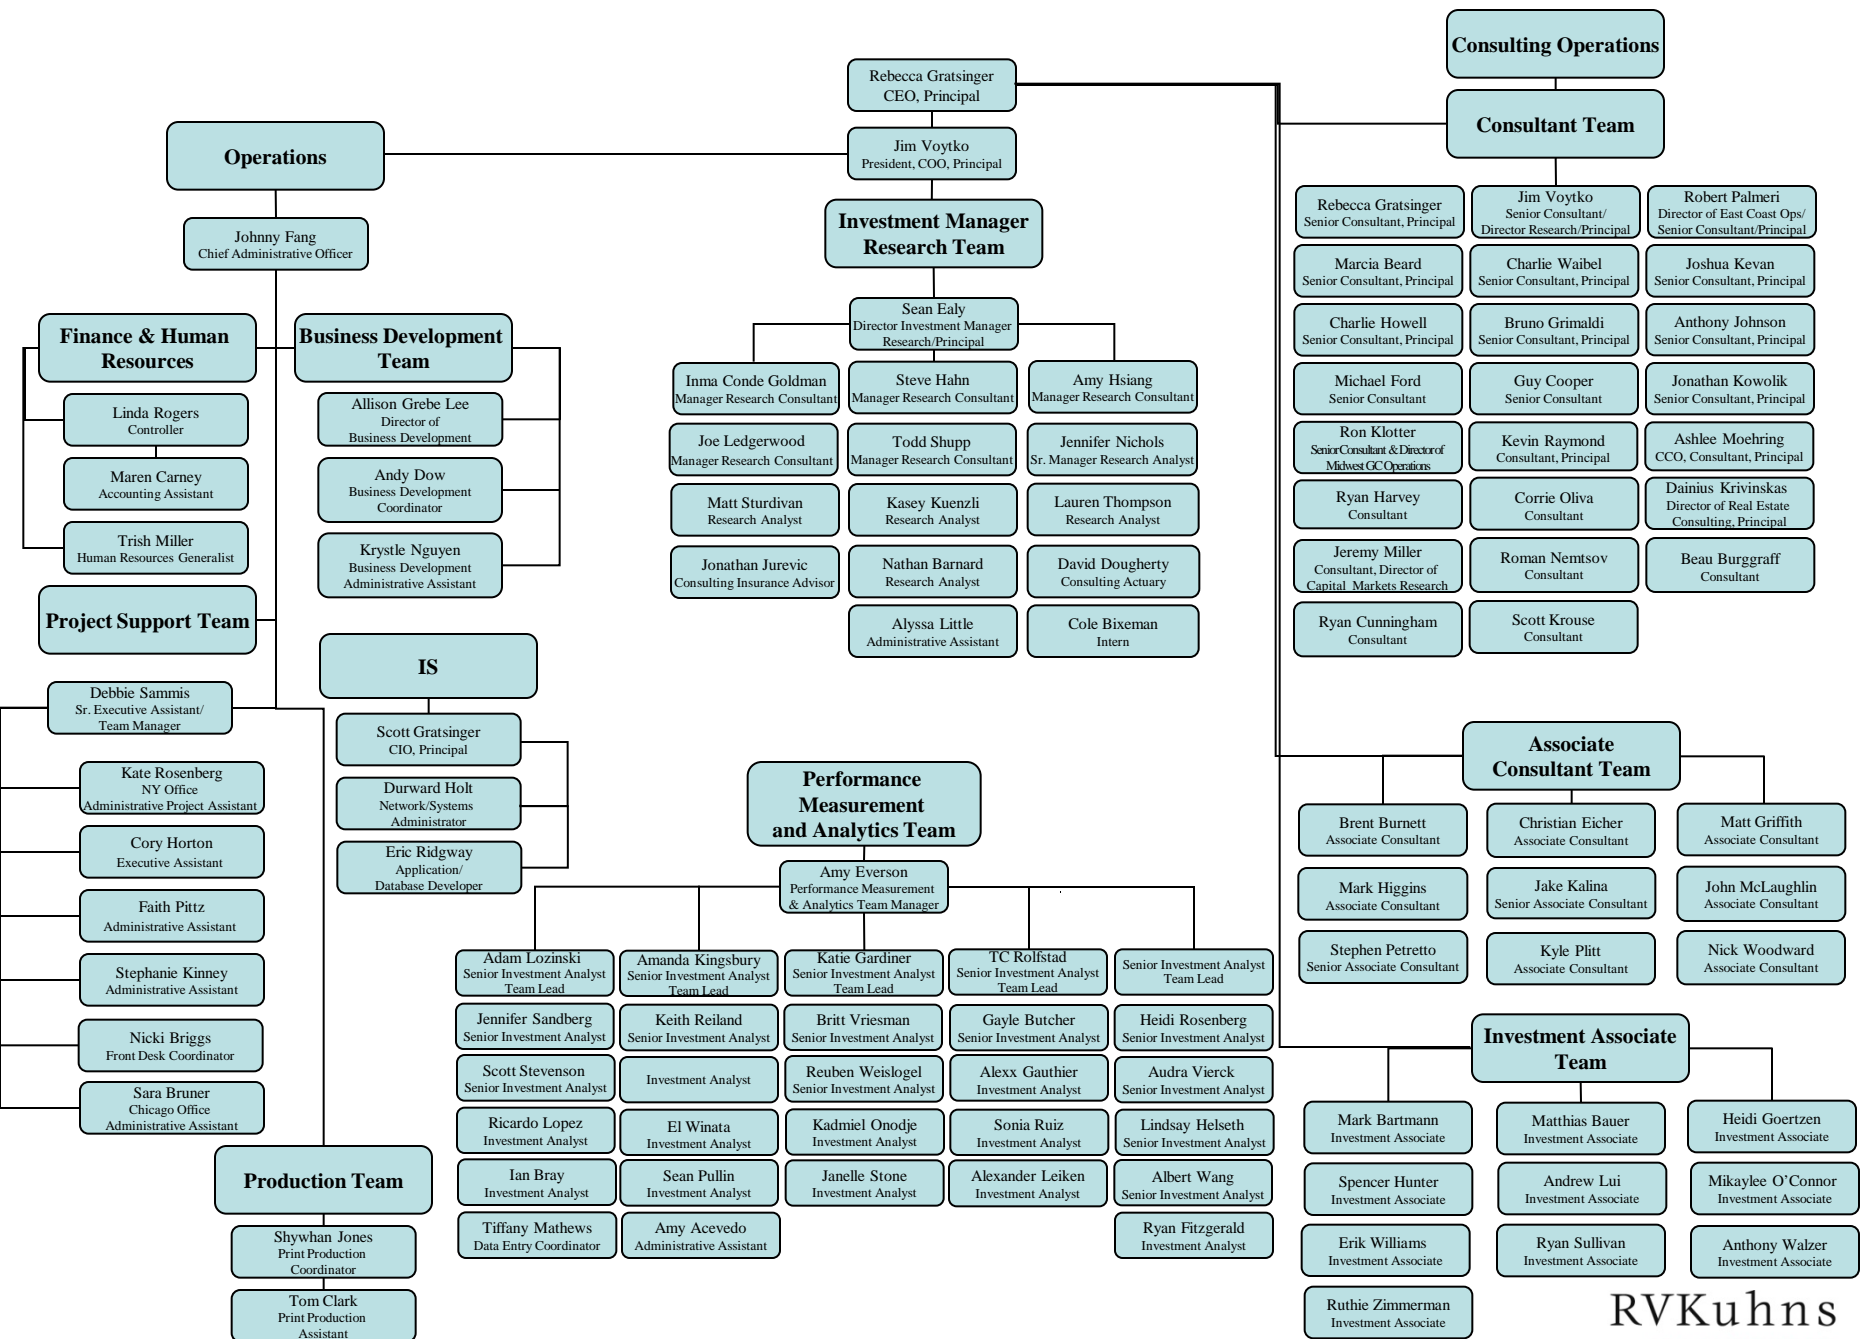 Consulting Operations
Consultant Team
Rebecca Gratsinger
CEO, Principal
Jim Voytko
President, COO, Principal
Operations
Johnny Fang
Chief Administrative Officer
Finance & Human
Resources
Linda Rogers
Controller
Maren Carney
Accounting Assistant
Trish Miller
Human Resources Generalist
Business Development
Team
Allison Grebe Lee
Director of
Business Development
Andy Dow
Business Development
Coordinator
Krystle Nguyen
Business Development
Administrative Assistant
Project Support Team
Debbie Sammis
Sr. Executive Assistant/
Team Manager
Kate Rosenberg
NY Office
Administrative Project Assistant
Cory Horton
Executive Assistant
Faith Pittz
Administrative Assistant
Stephanie Kinney
Administrative Assistant
Nicki Briggs
Front Desk Coordinator
Sara Bruner
Chicago Office
Administrative Assistant
IS
Scott Gratsinger
CIO, Principal
Durward Holt
Network/Systems
Administrator
Eric Ridgway
Application/
Database Developer
Production Team
Shywhan Jones
Print Production
Coordinator
Tom Clark
Print Production
Assistant
Investment Manager
Research Team
Sean Ealy
Director Investment Manager
Research/Principal
Inma Conde Goldman
Manager Research Consultant
Steve Hahn
Manager Research Consultant
Amy Hsiang
Manager Research Consultant
Joe Ledgerwood
Manager Research Consultant
Todd Shupp
Manager Research Consultant
Jennifer Nichols
Sr. Manager Research Analyst
Matt Sturdivan
Research Analyst
Kasey Kuenzli
Research Analyst
Lauren Thompson
Research Analyst
Jonathan Jurevic
Consulting Insurance Advisor
Nathan Barnard
Research Analyst
David Dougherty
Consulting Actuary
Alyssa Little
Administrative Assistant
Cole Bixeman
Intern
Performance
Measurement
and Analytics Team
Amy Everson
Performance Measurement
& Analytics Team Manager
Adam Lozinski
Senior Investment Analyst
Team Lead
Amanda Kingsbury
Senior Investment Analyst
Team Lead
Katie Gardiner
Senior Investment Analyst
Team Lead
TC Rolfstad
Senior Investment Analyst
Team Lead
Senior Investment Analyst
Team Lead
Jennifer Sandberg
Senior Investment Analyst
Keith Reiland
Senior Investment Analyst
Britt Vriesman
Senior Investment Analyst
Gayle Butcher
Senior Investment Analyst
Heidi Rosenberg
Senior Investment Analyst
Scott Stevenson
Senior Investment Analyst
Investment Analyst
Reuben Weislogel
Senior Investment Analyst
Alexx Gauthier
Investment Analyst
Audra Vierck
Senior Investment Analyst
Ricardo Lopez
Investment Analyst
El Winata
Investment Analyst
Kadmiel Onodje
Investment Analyst
Sonia Ruiz
Investment Analyst
Lindsay Helseth
Senior Investment Analyst
Ian Bray
Investment Analyst
Sean Pullin
Investment Analyst
Janelle Stone
Investment Analyst
Alexander Leiken
Investment Analyst
Albert Wang
Senior Investment Analyst
Tiffany Mathews
Data Entry Coordinator
Amy Acevedo
Administrative Assistant
Ryan Fitzgerald
Investment Analyst
Rebecca Gratsinger
Senior Consultant, Principal
Jim Voytko
Senior Consultant/
Director Research/Principal
Robert Palmeri
Director of East Coast Ops/
Senior Consultant/Principal
Marcia Beard
Senior Consultant, Principal
Charlie Waibel
Senior Consultant, Principal
Joshua Kevan
Senior Consultant, Principal
Charlie Howell
Senior Consultant, Principal
Bruno Grimaldi
Senior Consultant, Principal
Anthony Johnson
Senior Consultant, Principal
Michael Ford
Senior Consultant
Guy Cooper
Senior Consultant
Jonathan Kowolik
Senior Consultant, Principal
Ron Klotter
Senior Consultant & Director of
Midwest GC Operations
Kevin Raymond
Consultant, Principal
Ashlee Moehring
CCO, Consultant, Principal
Ryan Harvey
Consultant
Corrie Oliva
Consultant
Dainius Krivinskas
Director of Real Estate
Consulting, Principal
Jeremy Miller
Consultant, Director of
Capital Markets Research
Roman Nemtsov
Consultant
Beau Burggraff
Consultant
Ryan Cunningham
Consultant
Scott Krouse
Consultant
Associate
Consultant Team
Brent Burnett
Associate Consultant
Christian Eicher
Associate Consultant
Matt Griffith
Associate Consultant
Mark Higgins
Associate Consultant
Jake Kalina
Senior Associate Consultant
John McLaughlin
Associate Consultant
Stephen Petretto
Senior Associate Consultant
Kyle Plitt
Associate Consultant
Nick Woodward
Associate Consultant
Investment Associate
Team
Mark Bartmann
Investment Associate
Matthias Bauer
Investment Associate
Heidi Goertzen
Investment Associate
Spencer Hunter
Investment Associate
Andrew Lui
Investment Associate
Mikaylee O’Connor
Investment Associate
Erik Williams
Investment Associate
Ryan Sullivan
Investment Associate
Anthony Walzer
Investment Associate
Ruthie Zimmerman
Investment Associate
RVKuhns